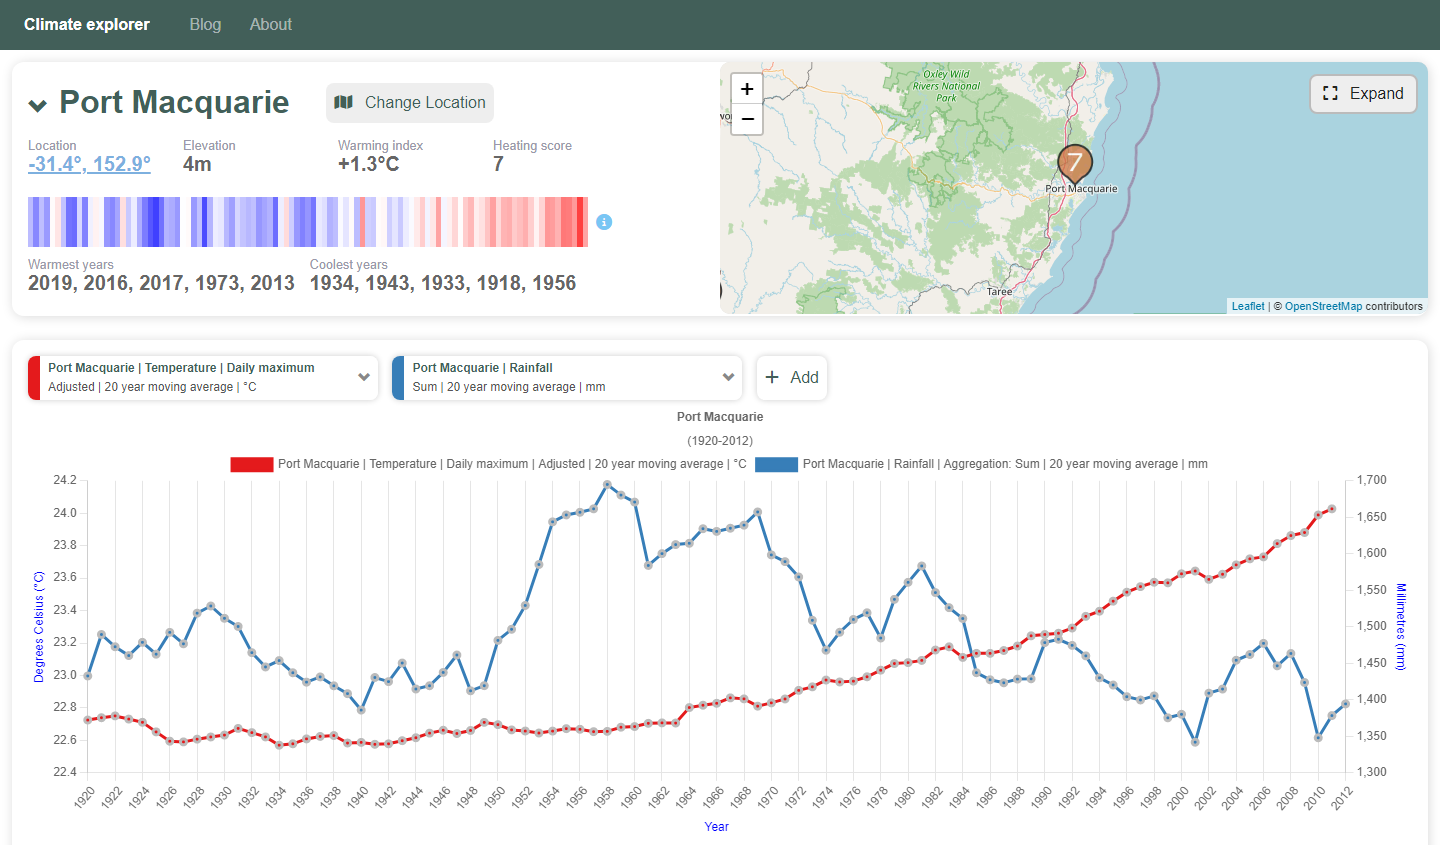 Climate explorer Blog About
Port Macquarie
Change Location
Location Elevation Warming index Heating score
-31.4°, 152.9° 4m +1.3°C 7
Warmest years Coolest years
2019, 2016, 2017, 1973, 2013 1934, 1943, 1933, 1918, 1956
+
−
Oxley Wild
Rivers National
Park
Expand
7
Port Macquarie
Taree
Leaflet | © OpenStreetMap contributors
Port Macquarie | Temperature | Daily maximum
Adjusted | 20 year moving average | °C
Port Macquarie | Rainfall
Sum | 20 year moving average | mm
+ Add
Port Macquarie
(1920-2012)
Port Macquarie | Temperature | Daily maximum | Adjusted | 20 year moving average | °C Port Macquarie | Rainfall | Aggregation: Sum | 20 year moving average | mm
24.2 1,700
24.0 1,650
23.8 1,600
23.6 1,550
23.4 1,500
23.2 1,450
23.0 1,400
22.8 1,350
22.6 1,300
22.4
Degrees Celsius (°C)
Millimetres (mm)
1920 1922 1924 1926 1928 1930 1932 1934 1936 1938 1940 1942 1944 1946 1948 1950 1952 1954 1956 1958 1960 1962 1964 1966 1968 1970 1972 1974 1976 1978 1980 1982 1984 1986 1988 1990 1992 1994 1996 1998 2000 2002 2004 2006 2008 2010 2012
Year